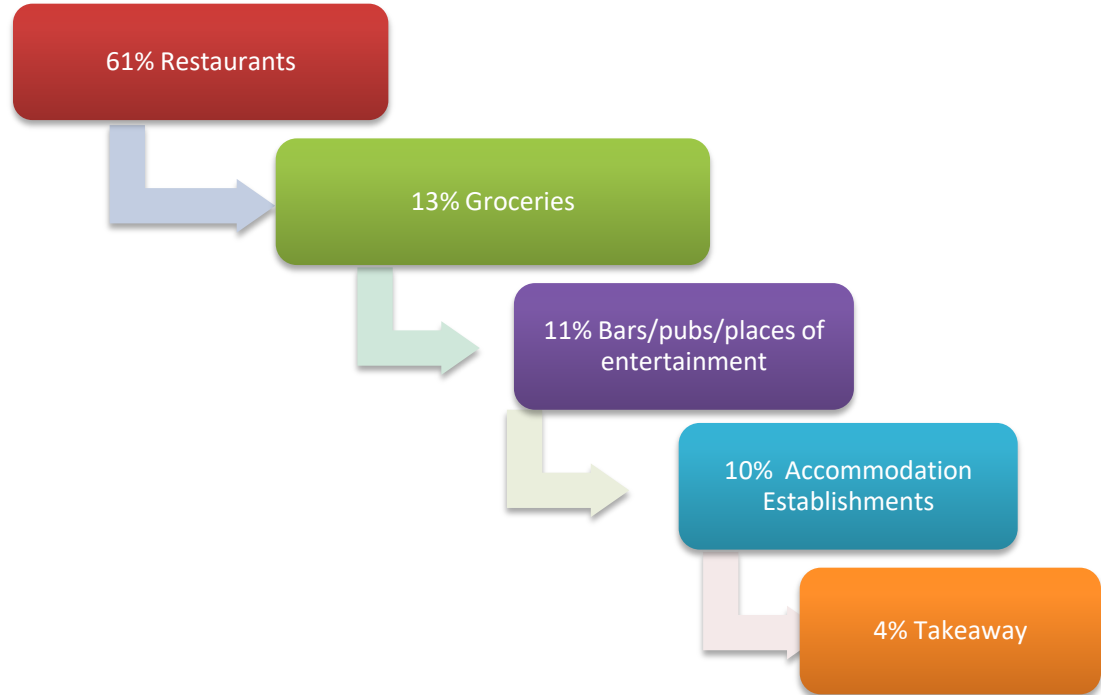 61% Restaurants
13% Groceries
11% Bars/pubs/places of
entertainment
10%  Accommodation
Establishments
4% Takeaway